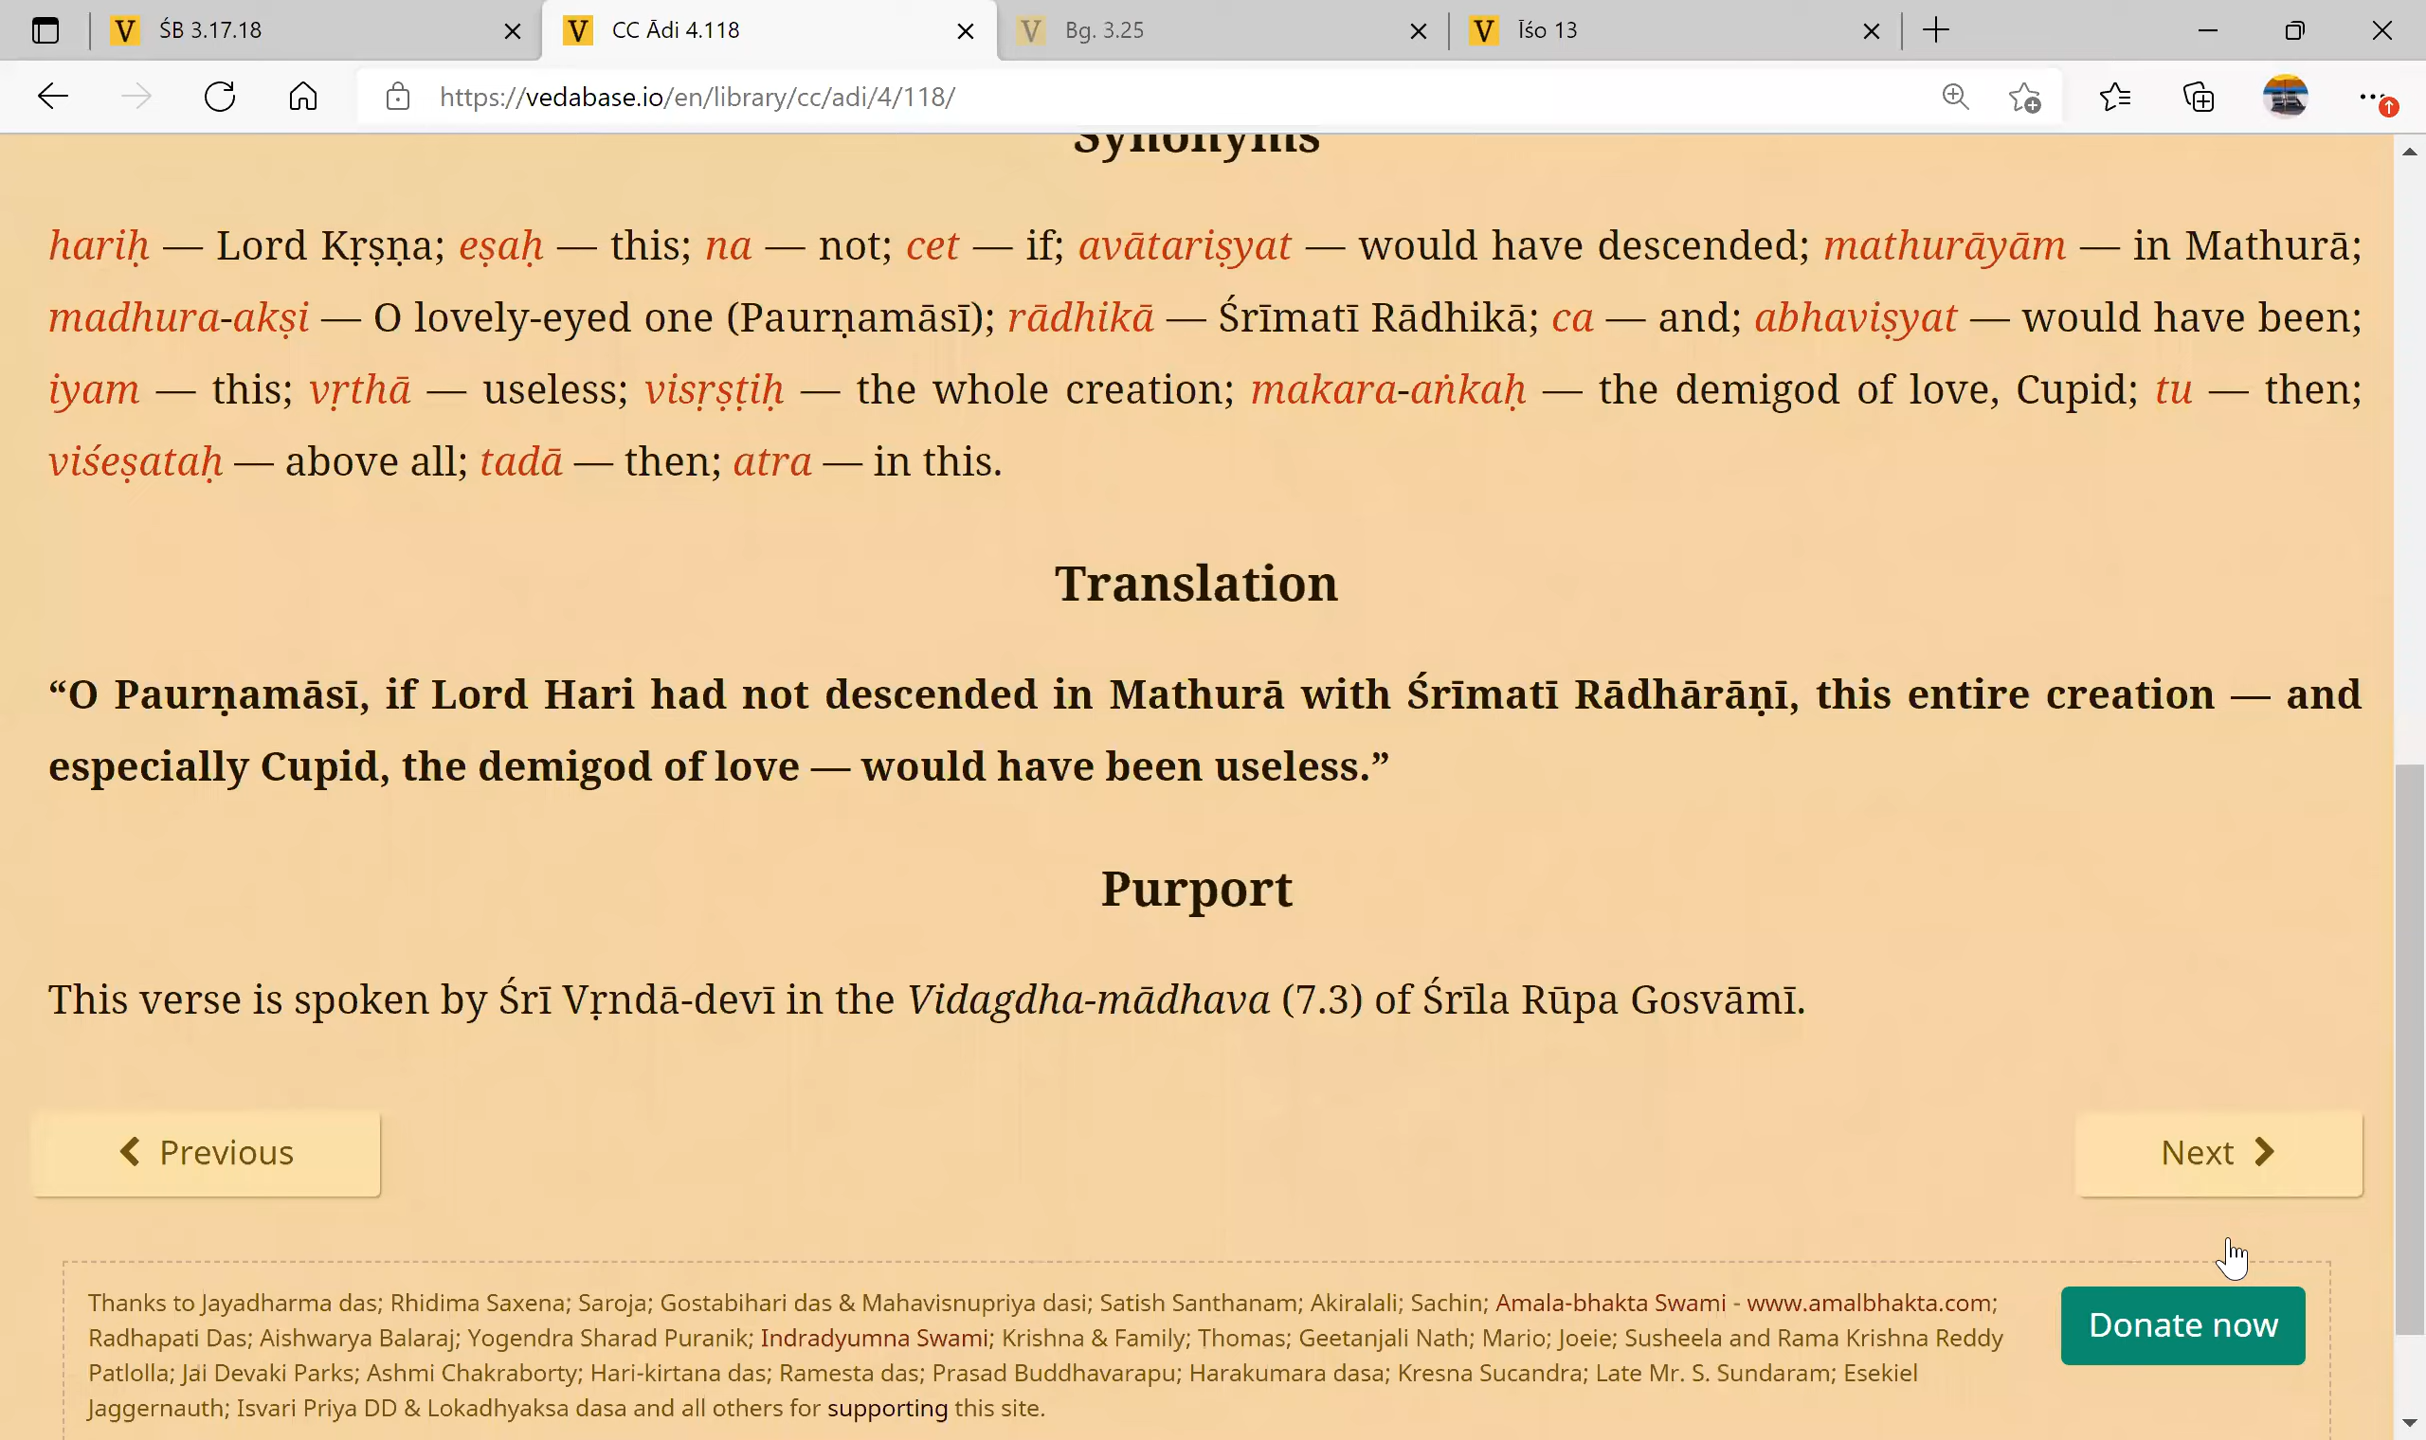 V ŚB 3.17.18
V CC Ādi 4.118
V Bg. 3.25
V Īśo 13
https://vedabase.io/en/library/cc/adi/4/118/
Synonyms
hariḥ — Lord Kṛṣṇa; eṣaḥ — this; na — not; cet — if; avātariṣyat — would have descended; mathurāyām — in Mathurā;
madhura-akṣi — O lovely-eyed one (Paurṇamāsī); rādhikā — Śrīmatī Rādhikā; ca — and; abhaviṣyat — would have been;
iyam — this; vṛthā — useless; visṛṣṭiḥ — the whole creation; makara-aṅkaḥ — the demigod of love, Cupid; tu — then;
viśeṣataḥ — above all; tadā — then; atra — in this.
Translation
“O Paurṇamāsī, if Lord Hari had not descended in Mathurā with Śrīmatī Rādhārāṇī, this entire creation — and
especially Cupid, the demigod of love — would have been useless.”
Purport
This verse is spoken by Śrī Vṛndā-devī in the Vidagdha-mādhava (7.3) of Śrīla Rūpa Gosvāmī.
Previous
Next
Thanks to Jayadharma das; Rhidima Saxena; Saroja; Gostabihari das & Mahavisnupriya dasi; Satish Santhanam; Akiralali; Sachin; Amala-bhakta Swami - www.amalbhakta.com;
Radhapati Das; Aishwarya Balaraj; Yogendra Sharad Puranik; Indradyumna Swami; Krishna & Family; Thomas; Geetanjali Nath; Mario; Joeie; Susheela and Rama Krishna Reddy
Patlolla; Jai Devaki Parks; Ashmi Chakraborty; Hari-kirtana das; Ramesta das; Prasad Buddhavarapu; Harakumara dasa; Kresna Sucandra; Late Mr. S. Sundaram; Esekiel
Jaggernauth; Isvari Priya DD & Lokadhyaksa dasa and all others for supporting this site.
Donate now